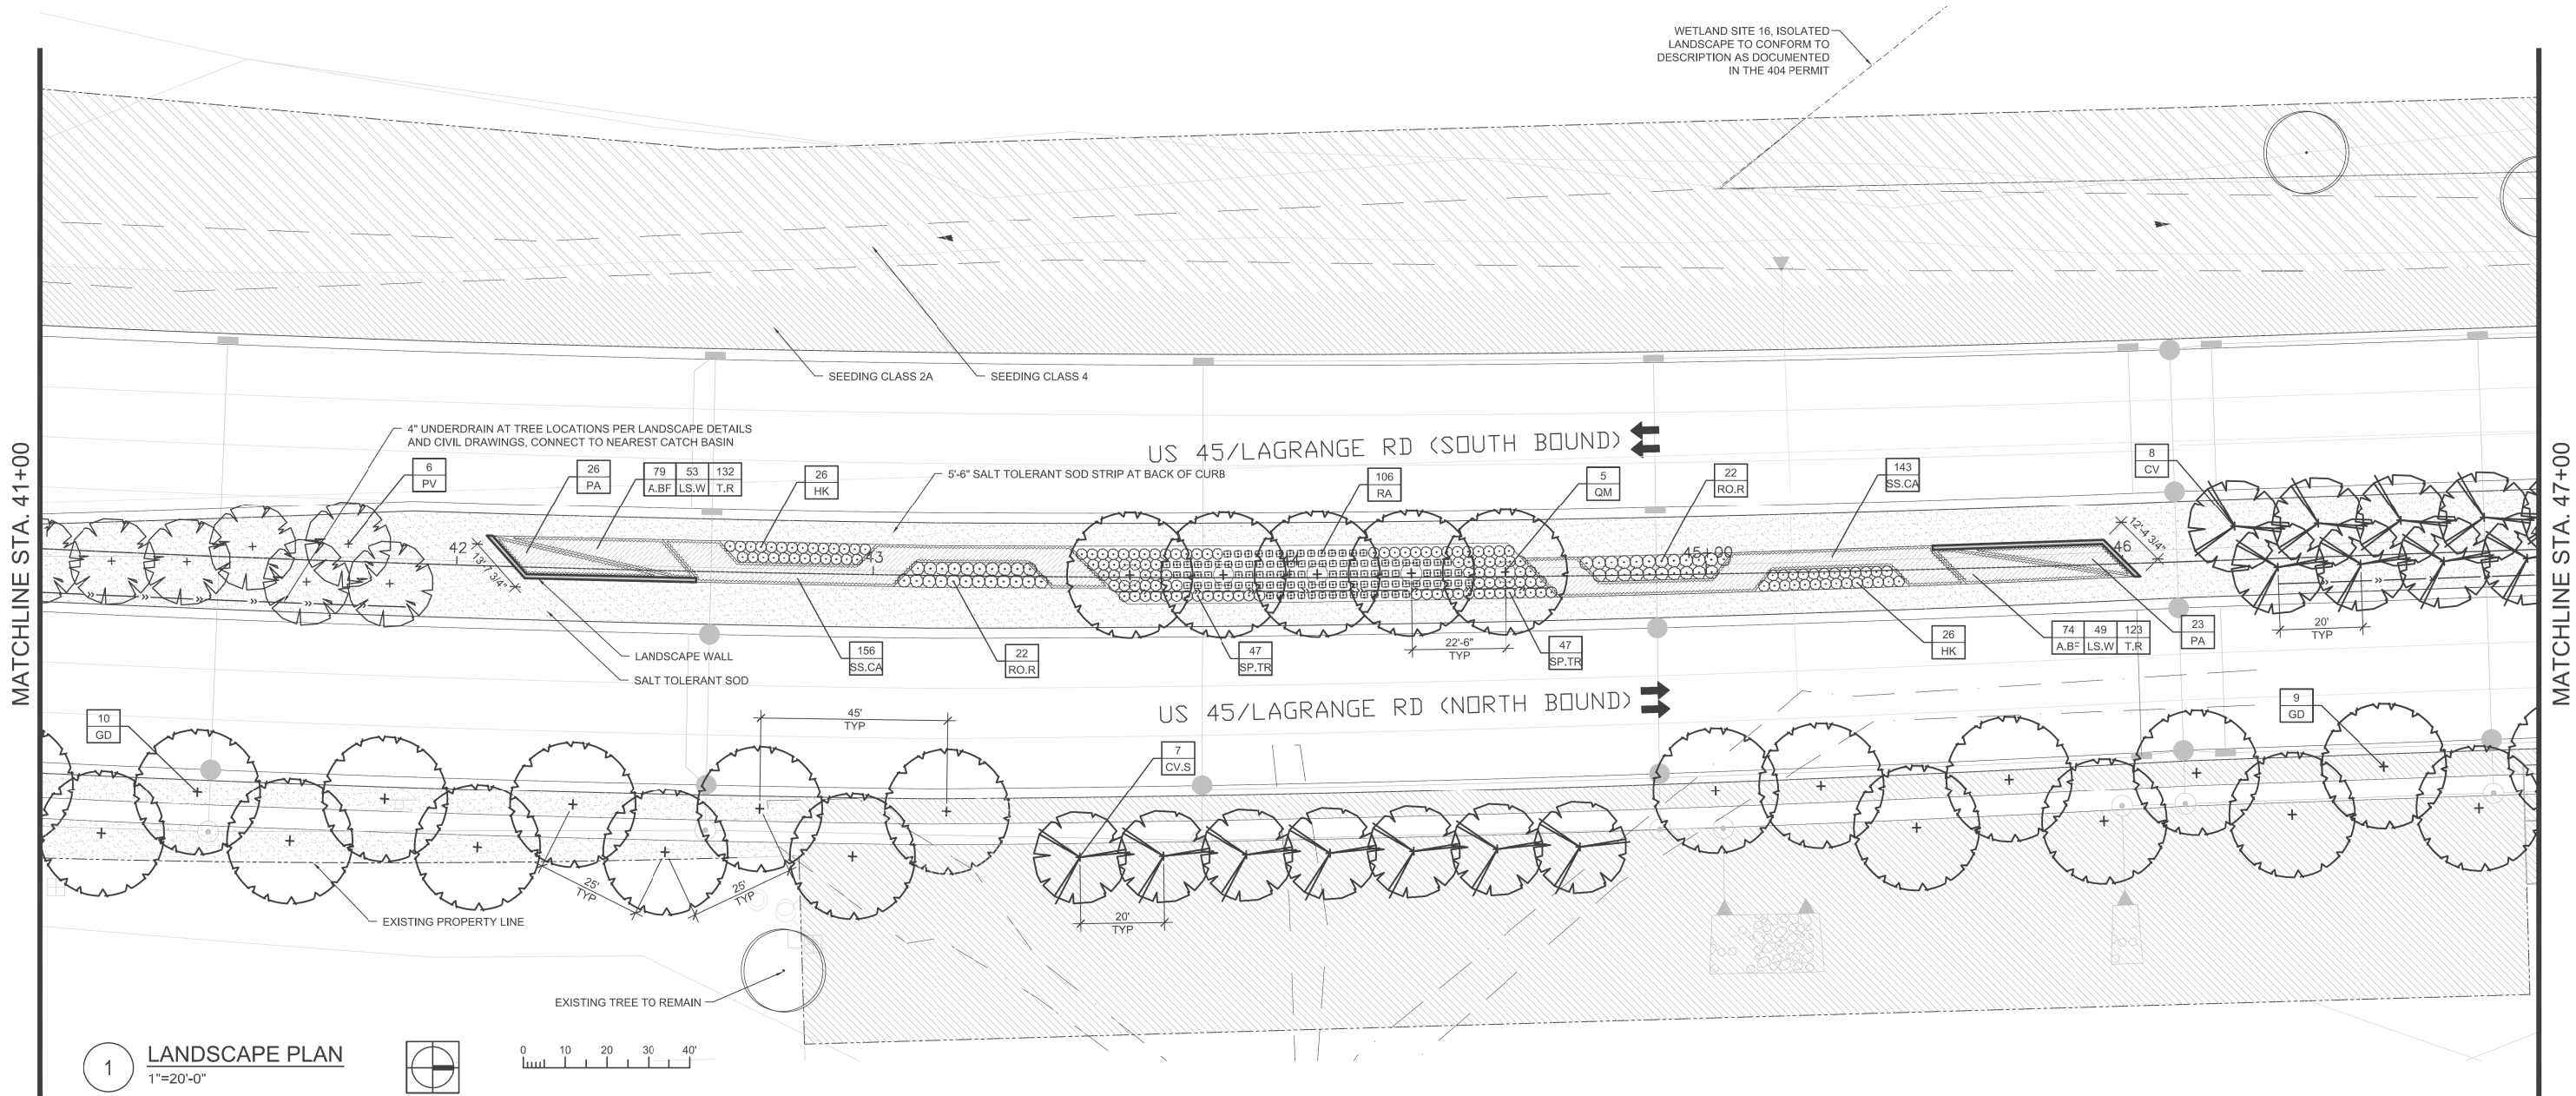 WETLAND SITE 16, ISOLATED
LANDSCAPE TO CONFORM TO
DESCRIPTION AS DOCUMENTED
IN THE 404 PERMIT
SEEDING CLASS 2A
SEEDING CLASS 4
MATCHLINE STA. 41+00
MATCHLINE STA. 47+00
4" UNDERDRAIN AT TREE LOCATIONS PER LANDSCAPE DETAILS
AND CIVIL DRAWINGS, CONNECT TO NEAREST CATCH BASIN
US 45/LAGRANGE RD (SOUTH BOUND)
6
PV
26
PA
79 53 132
A.BF LS.W T.R
26
HK
5'-6" SALT TOLERANT SOD STRIP AT BACK OF CURB
106
RA
5
QM
22
RO.R
143
SS.CA
8
CV
42
13'-7 3/4"
43
45+00
46
12'-4 3/4"
LANDSCAPE WALL
SALT TOLERANT SOD
156
SS.CA
22
RO.R
47
SP.TR
22'-6"
TYP
47
SP.TR
26
HK
74 49 123
A.BF LS.W T.R
23
PA
20'
TYP
US 45/LAGRANGE RD (NORTH BOUND)
10
GD
45'
TYP
7
CV.S
9
GD
25'
TYP
25'
TYP
20'
TYP
EXISTING PROPERTY LINE
EXISTING TREE TO REMAIN
1
LANDSCAPE PLAN
1"=20'-0"
0 10 20 30 40'